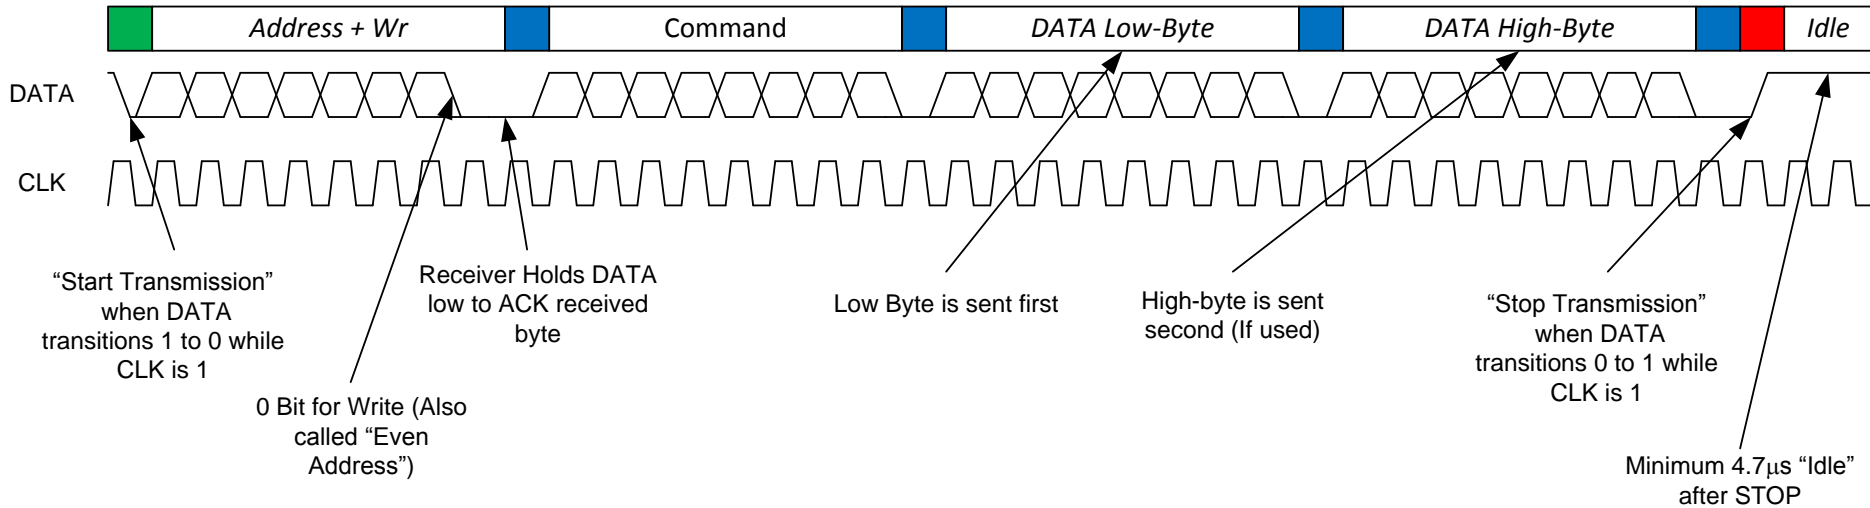 Address + Wr
Command
DATA Low-Byte
DATA High-Byte
Idle
DATA
CLK
“Start Transmission”
when DATA
transitions 1 to 0 while
CLK is 1
0 Bit for Write (Also
called “Even
Address”)
Receiver Holds DATA
low to ACK received
byte
Low Byte is sent first
High-byte is sent
second (If used)
“Stop Transmission”
when DATA
transitions 0 to 1 while
CLK is 1
Minimum 4.7μs “Idle”
after STOP